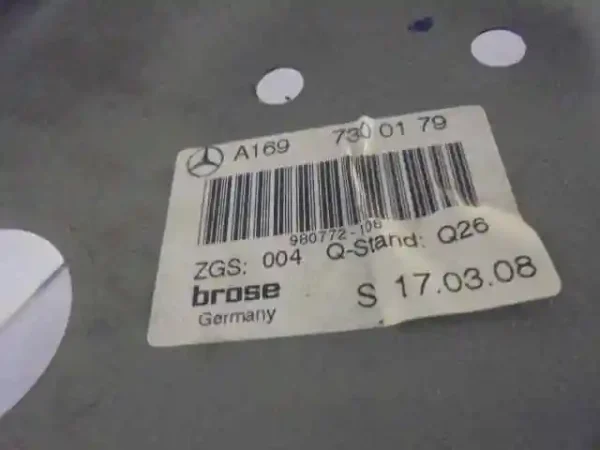 A169 730 01 79
980772-106
ZGS: 004 Q-Stand: Q26
brose S 17.03.08
Germany